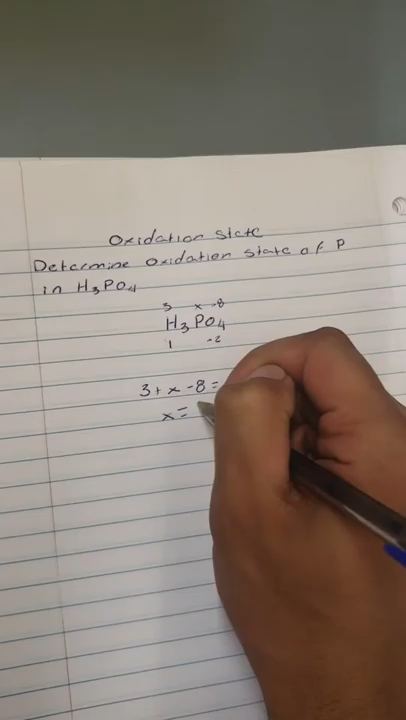 Oxidation State
Determine Oxidation State of P
in H3PO4
3 x -8
H3PO4
1 -2
3 + x - 8 =
x =